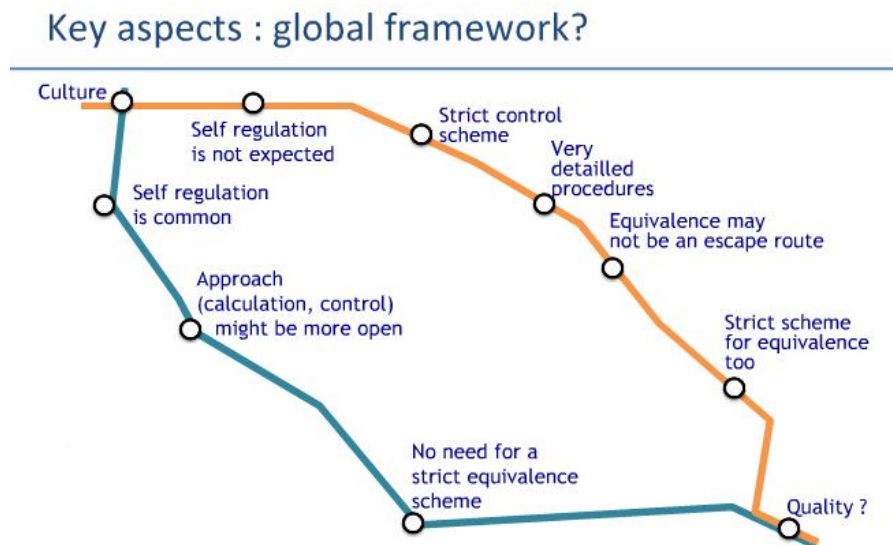 Key aspects : global framework?
Culture
Self regulation
is not expected
Strict control
scheme
Very
detailled
procedures
Self regulation
is common
Equivalence may
not be an escape route
Approach
(calculation, control)
might be more open
Strict scheme
for equivalence
too
No need for a
strict equivalence
scheme
Quality ?